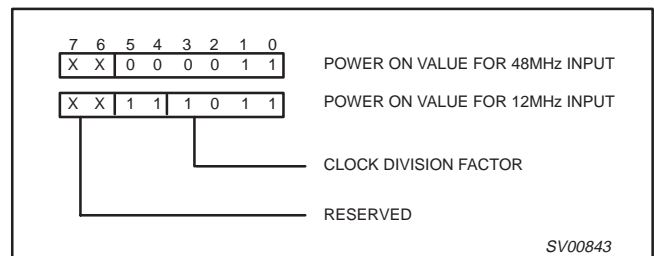 7 6 5 4 3 2 1 0
X X 0 0 0 0 1 1 POWER ON VALUE FOR 48MHz INPUT
X X 1 1 1 0 1 1 POWER ON VALUE FOR 12MHz INPUT
CLOCK DIVISION FACTOR
RESERVED
SV00843